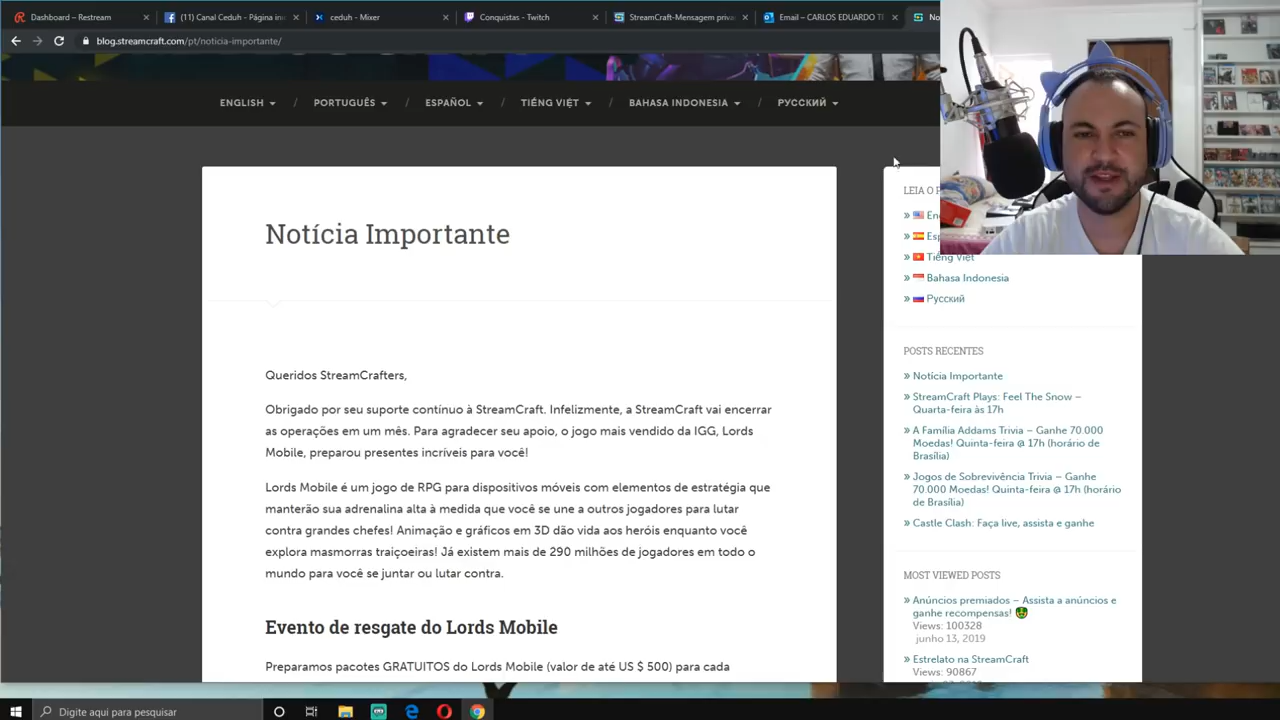 Dashboard – Restream
(11) Canal Ceduh - Página ini
ceduh - Mixer
Conquistas - Twitch
StreamCraft-Mensagem priva
Email – CARLOS EDUARDO TE
No
blog.streamcraft.com/pt/noticia-importante/
ENGLISH / PORTUGUÊS / ESPAÑOL / TIẾNG VIỆT / BAHASA INDONESIA / РУССКИЙ
Notícia Importante
Queridos StreamCrafters,
Obrigado por seu suporte contínuo à StreamCraft. Infelizmente, a StreamCraft vai encerrar
as operações em um mês. Para agradecer seu apoio, o jogo mais vendido da IGG, Lords
Mobile, preparou presentes incríveis para você!
Lords Mobile é um jogo de RPG para dispositivos móveis com elementos de estratégia que
manterão sua adrenalina alta à medida que você se une a outros jogadores para lutar
contra grandes chefes! Animação e gráficos em 3D dão vida aos heróis enquanto você
explora masmorras traiçoeiras! Já existem mais de 290 milhões de jogadores em todo o
mundo para você se juntar ou lutar contra.
Evento de resgate do Lords Mobile
Preparamos pacotes GRATUITOS do Lords Mobile (valor de até US $ 500) para cada
LEIA O
» En
» Esp
» Tiếng Việt
» Bahasa Indonesia
» Русский
POSTS RECENTES
» Notícia Importante
» StreamCraft Plays: Feel The Snow –
Quarta-feira às 17h
» A Família Addams Trivia – Ganhe 70.000
Moedas! Quinta-feira @ 17h (horário de
Brasília)
» Jogos de Sobrevivência Trivia – Ganhe
70.000 Moedas! Quinta-feira @ 17h (horário
de Brasília)
» Castle Clash: Faça live, assista e ganhe
MOST VIEWED POSTS
» Anúncios premiados – Assista a anúncios e
ganhe recompensas!
Views: 100328
junho 13, 2019
» Estrelato na StreamCraft
Views: 90867
Digite aqui para pesquisar